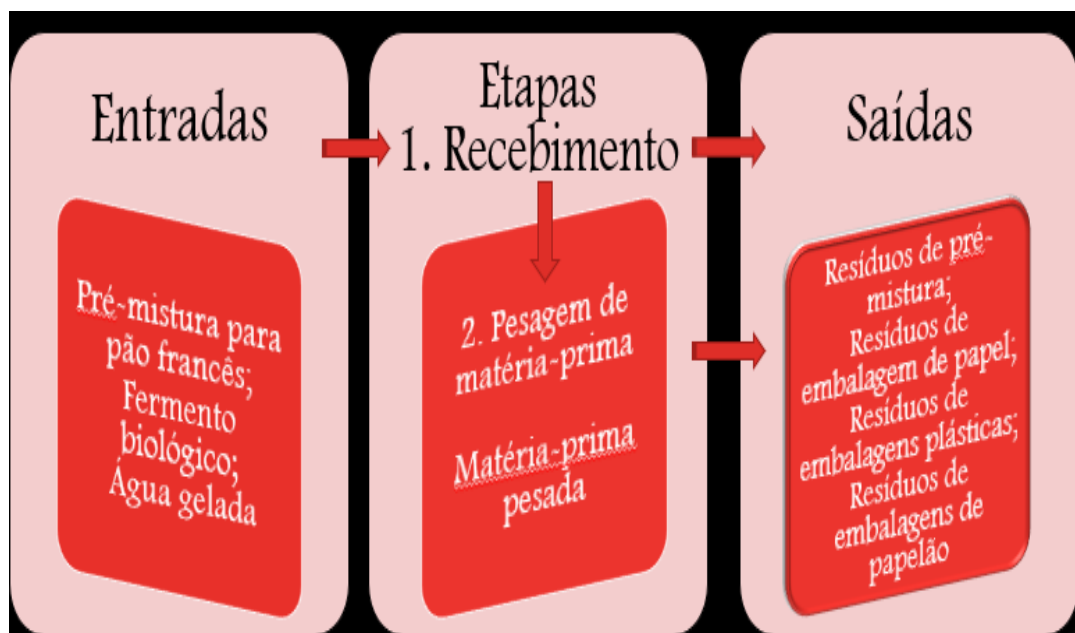 Entradas
Pré-mistura para
pão francês;
Fermento
biológico;
Água gelada
Etapas
1. Recebimento
2. Pesagem de
matéria-prima
Matéria-prima
pesada
Saídas
Resíduos de pré-
mistura;
Resíduos de
embalagem de papel;
Resíduos de
embalagens plásticas;
Resíduos de
embalagens de
papelão